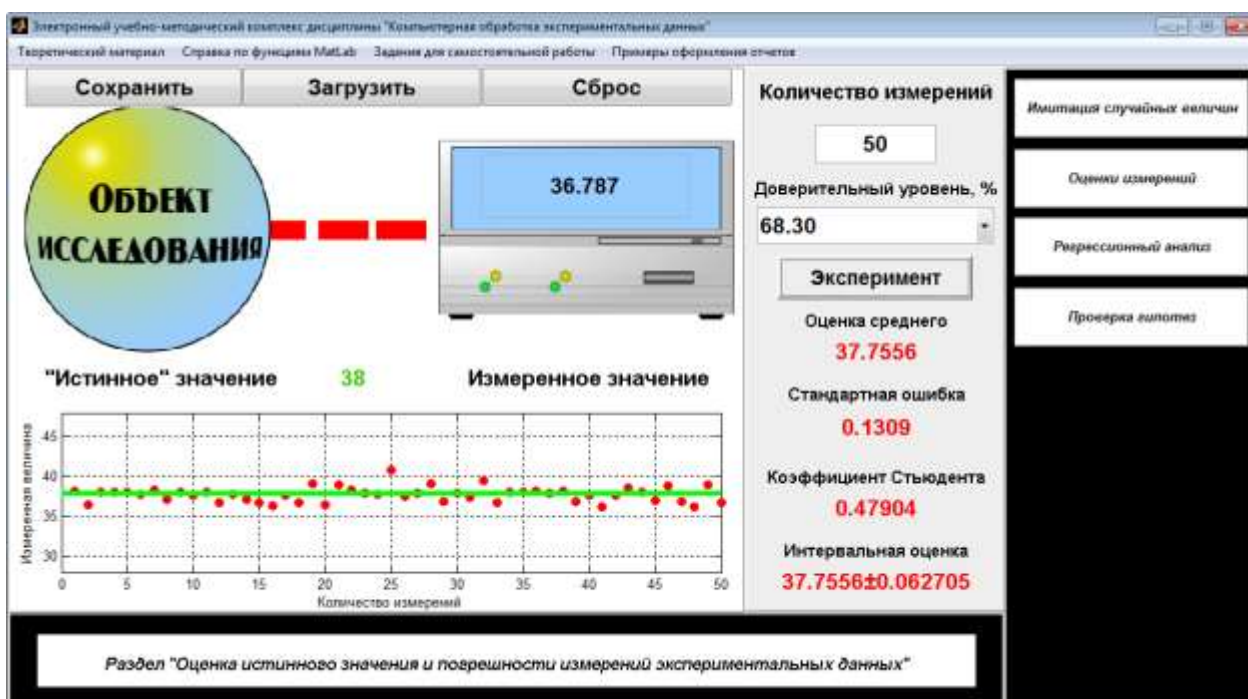 Электронный учебно-методический комплекс дисциплины "Компьютерная обработка экспериментальных данных"
Теоретический материал Справка по функциям MatLab Задания для самостоятельной работы Примеры оформления отчетов
Сохранить Загрузить Сброс
ОБЪЕКТ
ИССЛЕДОВАНИЯ
36.787
"Истинное" значение 38 Измеренное значение
Измеренная величина
45
40
35
30
0 5 10 15 20 25 30 35 40 45 50
Количество измерений
Количество измерений
50
Доверительный уровень, %
68.30
Эксперимент
Оценка среднего
37.7556
Стандартная ошибка
0.1309
Коэффициент Стьюдента
0.47904
Интервальная оценка
37.7556±0.062705
Имитация случайных величин
Оценки измерений
Регрессионный анализ
Проверка гипотез
Раздел "Оценка истинного значения и погрешности измерений экспериментальных данных"